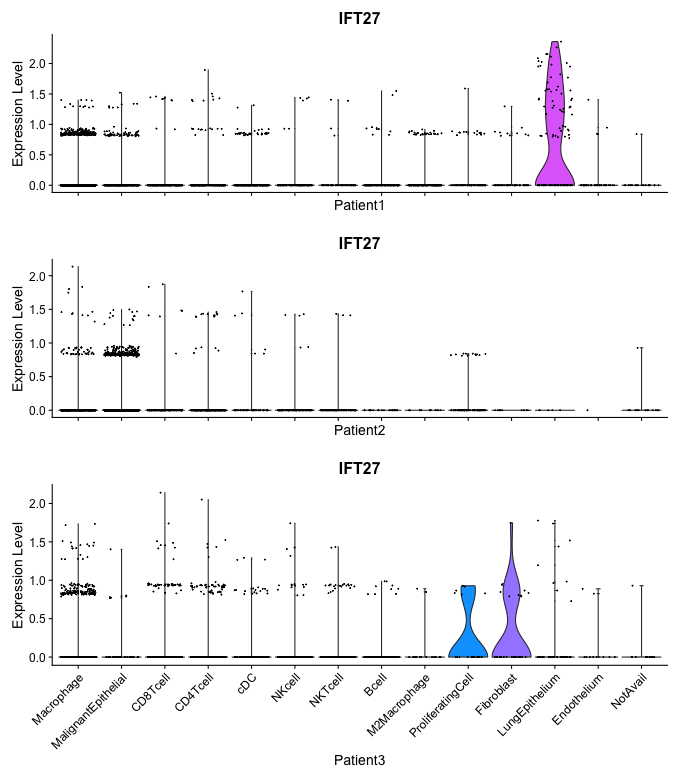 IFT27
Expression Level
2.0
1.5
1.0
0.5
0.0
Patient1
IFT27
Expression Level
2.0
1.5
1.0
0.5
0.0
Patient2
IFT27
Expression Level
2.0
1.5
1.0
0.5
0.0
Macrophage
MalignantEpithelial
CD8Tcell
CD4Tcell
cDC
NKcell
NKTcell
Bcell
M2Macrophage
ProliferatingCell
Fibroblast
LungEpithelium
Endothelium
NotAvail
Patient3